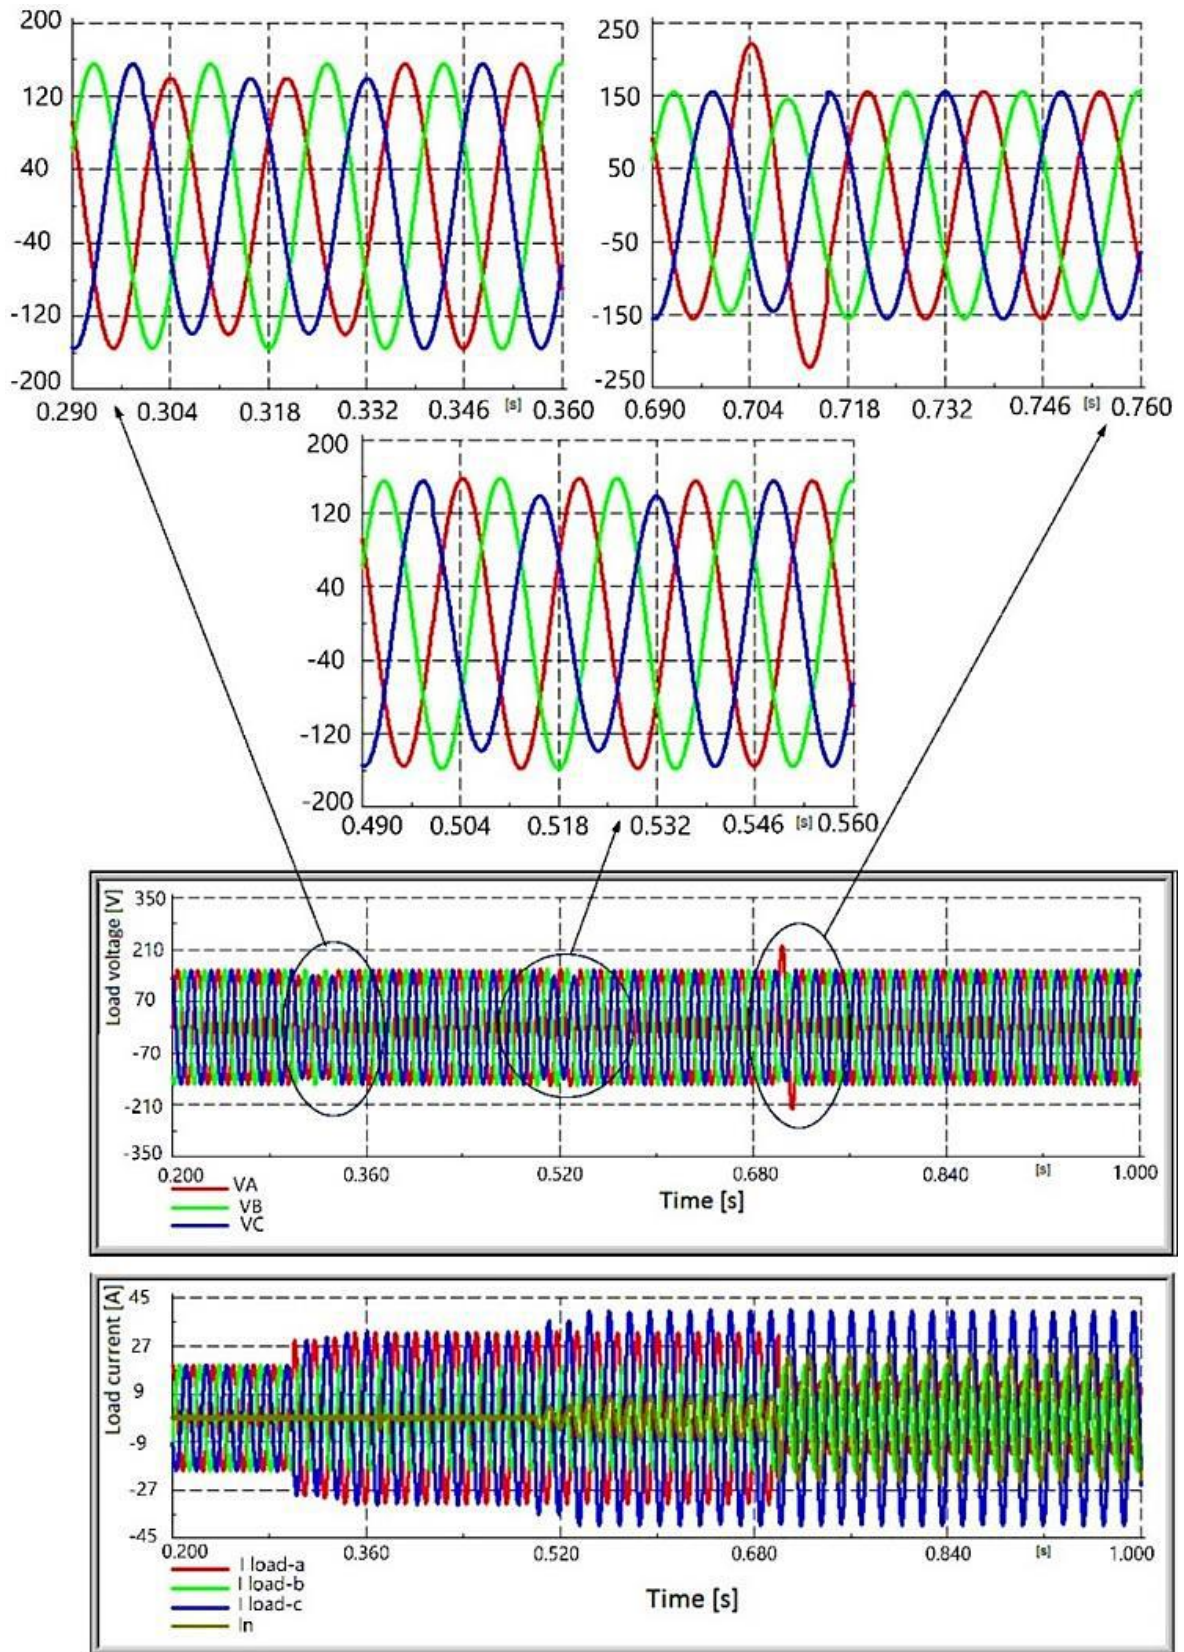 200
120
40
-40
-120
-200
0.290 0.304 0.318 0.332 0.346 [s] 0.360
250
150
50
-50
-150
-250
0.690 0.704 0.718 0.732 0.746 [s] 0.760
200
120
40
-40
-120
-200
0.490 0.504 0.518 0.532 0.546 [s] 0.560
Load voltage [V]
350
210
70
-70
-210
-350
0.200 0.360 0.520 0.680 0.840 [s] 1.000
Time [s]
VA
VB
VC
Load current [A]
45
27
9
-9
-27
-45
0.200 0.360 0.520 0.680 0.840 [s] 1.000
Time [s]
I load-a
I load-b
I load-c
In